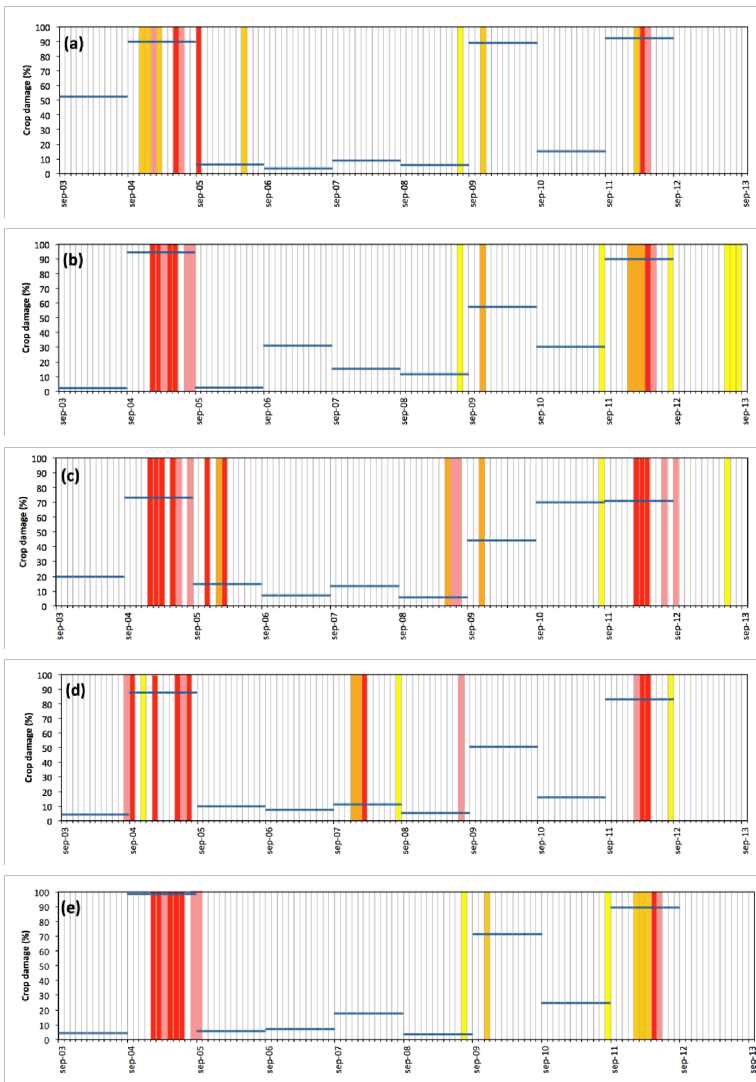 (a)
Crop damage (%)
100
90
80
70
60
50
40
30
20
10
0
sep-03
sep-04
sep-05
sep-06
sep-07
sep-08
sep-09
sep-10
sep-11
sep-12
sep-13
(b)
Crop damage (%)
100
90
80
70
60
50
40
30
20
10
0
sep-03
sep-04
sep-05
sep-06
sep-07
sep-08
sep-09
sep-10
sep-11
sep-12
sep-13
(c)
Crop damage (%)
100
90
80
70
60
50
40
30
20
10
0
sep-03
sep-04
sep-05
sep-06
sep-07
sep-08
sep-09
sep-10
sep-11
sep-12
sep-13
(d)
Crop damage (%)
100
90
80
70
60
50
40
30
20
10
0
sep-03
sep-04
sep-05
sep-06
sep-07
sep-08
sep-09
sep-10
sep-11
sep-12
sep-13
(e)
Crop damage (%)
100
90
80
70
60
50
40
30
20
10
0
sep-03
sep-04
sep-05
sep-06
sep-07
sep-08
sep-09
sep-10
sep-11
sep-12
sep-13